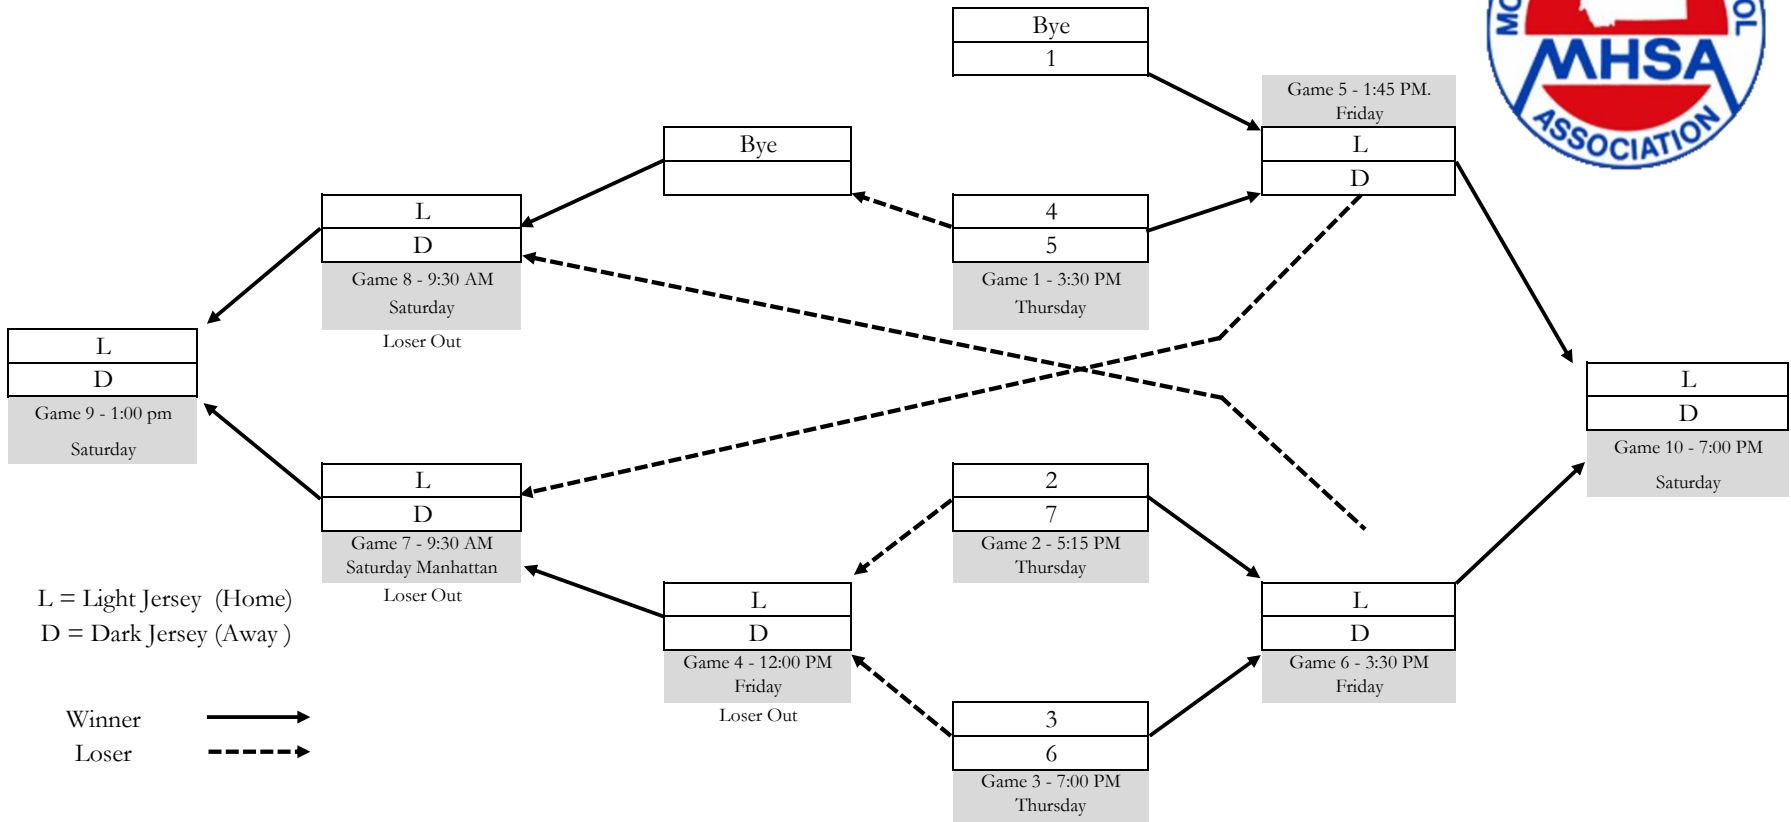 Bye
1
Game 5 - 1:45 PM.
Friday
L
D
MHSA
ASSOCIATION
Bye
L
D
Game 8 - 9:30 AM
Saturday
Loser Out
4
5
Game 1 - 3:30 PM
Thursday
L
D
Game 9 - 1:00 pm
Saturday
L
D
Game 10 - 7:00 PM
Saturday
L
D
Game 7 - 9:30 AM
Saturday Manhattan
Loser Out
2
7
Game 2 - 5:15 PM
Thursday
L
D
Game 4 - 12:00 PM
Friday
Loser Out
L
D
Game 6 - 3:30 PM
Friday
3
6
Game 3 - 7:00 PM
Thursday
L = Light Jersey (Home)
D = Dark Jersey (Away )
Winner
Loser